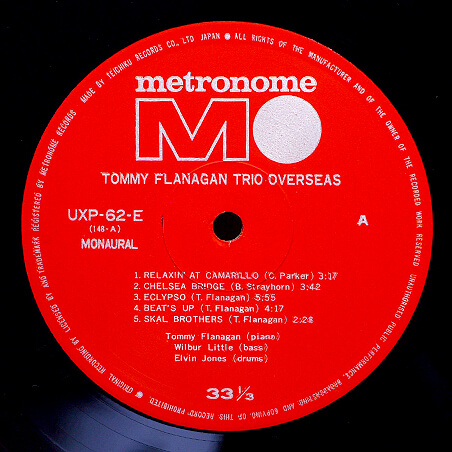 MADE BY TEICHIKU RECORDS CO., LTD JAPAN ● ALL RIGHTS OF THE MANUFACTURER AND OF THE OWNER OF THE RECORDED WORK RESERVED
UNAUTHORISED PUBLIC PERFORMANCE, BROADCASTING AND COPYING OF THIS RECORD PROHIBITED.
● ORIGINAL RECORDING BY LICENSED BY AND TRADEMARK REGISTERED BY METRONOME RECORDS
metronome
M
TOMMY FLANAGAN TRIO OVERSEAS
UXP-62-E
(148-A)
MONAURAL
A
1. RELAXIN' AT CAMARILLO (C. Parker) 3:17
2. CHELSEA BRIDGE (B. Strayhorn) 3:42
3. ECLYPSO (T. Flanagan) 5:55
4. BEAT'S UP (T. Flanagan) 4:17
5. SKAL BROTHERS (T. Flanagan) 2:28
Tommy Flanagan (piano)
Wilbur Little (bass)
Elvin Jones (drums)
33 1/3